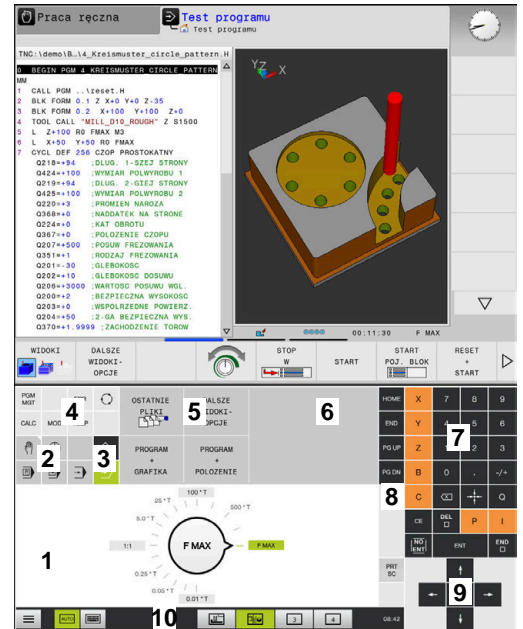 Praca ręczna
Test programu
Test programu
TNC:\demo\B…\4_Kreismuster_circle_pattern.H
0 BEGIN PGM 4_KREISMUSTER_CIRCLE_PATTERN
MM
1 CALL PGM ..\reset.H
2 BLK FORM 0.1 Z X+0 Y+0 Z-35
3 BLK FORM 0.2 X+100 Y+100 Z+0
4 TOOL CALL "MILL_D10_ROUGH" Z S1500
5 L Z+100 R0 FMAX M3
6 L X+50 Y+50 R0 FMAX
7 CYCL DEF 256 CZOP PROSTOKATNY
Q218=+94 ;DLUG. 1-SZEJ STRONY
Q424=+100 ;WYMIAR POLWYROBU 1
Q219=+94 ;DLUG. 2-GIEJ STRONY
Q425=+100 ;WYMIAR POLWYROBU 2
Q220=+3 ;PROMIEN NAROZA
Q368=+0 ;NADDATEK NA STRONE
Q224=+0 ;KAT OBROTU
Q367=+0 ;POLOZENIE CZOPU
Q207=+500 ;POSUW FREZOWANIA
Q351=+1 ;RODZAJ FREZOWANIA
Q201=-30 ;GLEBOKOSC
Q202=+10 ;GLEBOKOSC DOSUWU
Q206=+3000 ;WARTOSC POSUWU WGL.
Q200=+2 ;BEZPIECZNA WYSOKOSC
Q203=+0 ;WSPOLRZEDNE POWIERZ.
Q204=+50 ;2-GA BEZPIECZNA WYS.
Q370=+1.9999 ;ZACHODZENIE TOROW
Y Z X
00:11:30 F MAX
WIDOKI
DALSZE
WIDOKI-
OPCJE
STOP
W
START
START
POJ. BLOK
RESET
+
START
PGM
MGT
CALC MOD
4
2
3
OSTATNIE
PLIKI
DALSZE
WIDOKI-
OPCJE
5
6
PROGRAM
+
GRAFIKA
PROGRAM
+
POLOZENIE
HOME X 7 8 9
END Y 4 5 6
PG UP Z 1 2 3
7
PG DN B 0 . -/+
8
C Q
CE DEL P I
NO
ENT
ENT
END
PRT
SC
9
1
100*T
25*T
500*T
5.0*T
1:1
F MAX
F MAX
0.25*T
0.05*T
0.01*T
AUTO
10
3
4
08:42